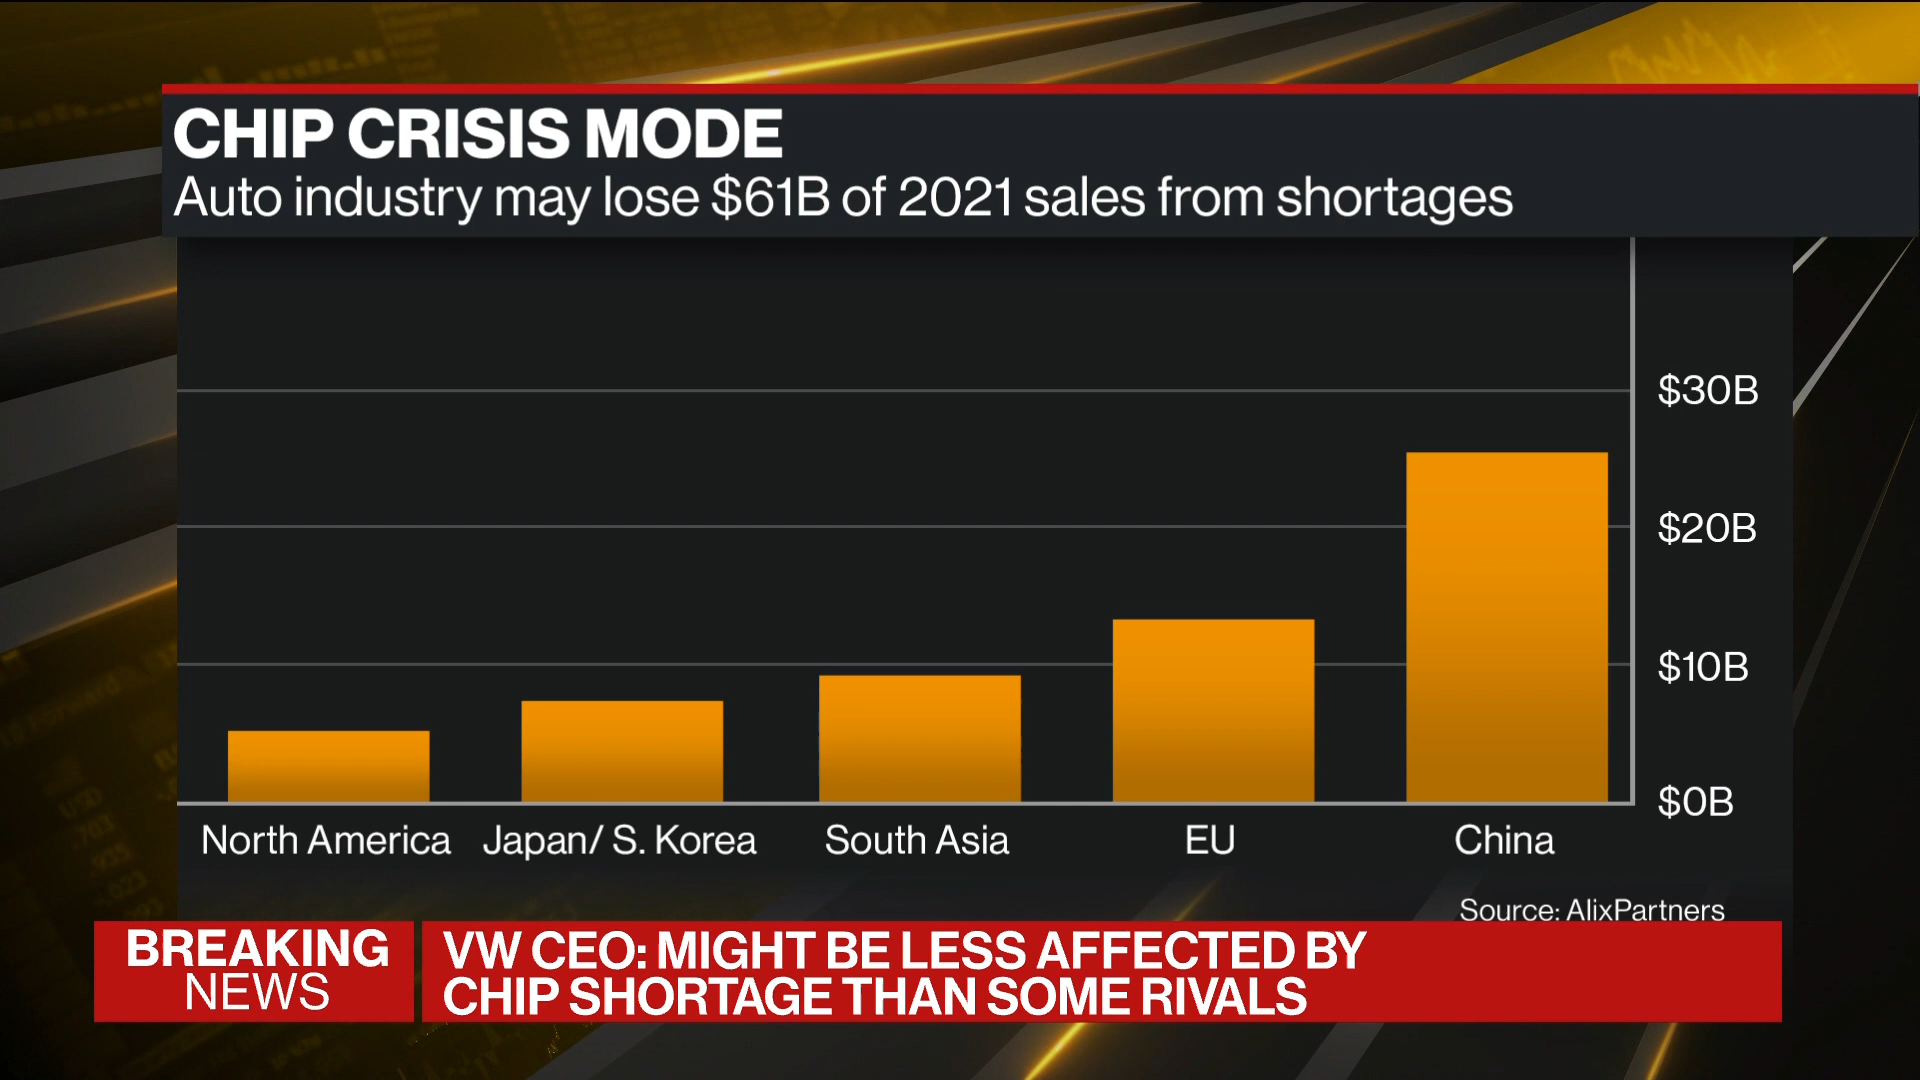 CHIP CRISIS MODE
Auto industry may lose $61B of 2021 sales from shortages
$30B
$20B
$10B
$0B
North America
Japan/ S. Korea
South Asia
EU
China
Source: AlixPartners
BREAKING
NEWS
VW CEO: MIGHT BE LESS AFFECTED BY
CHIP SHORTAGE THAN SOME RIVALS